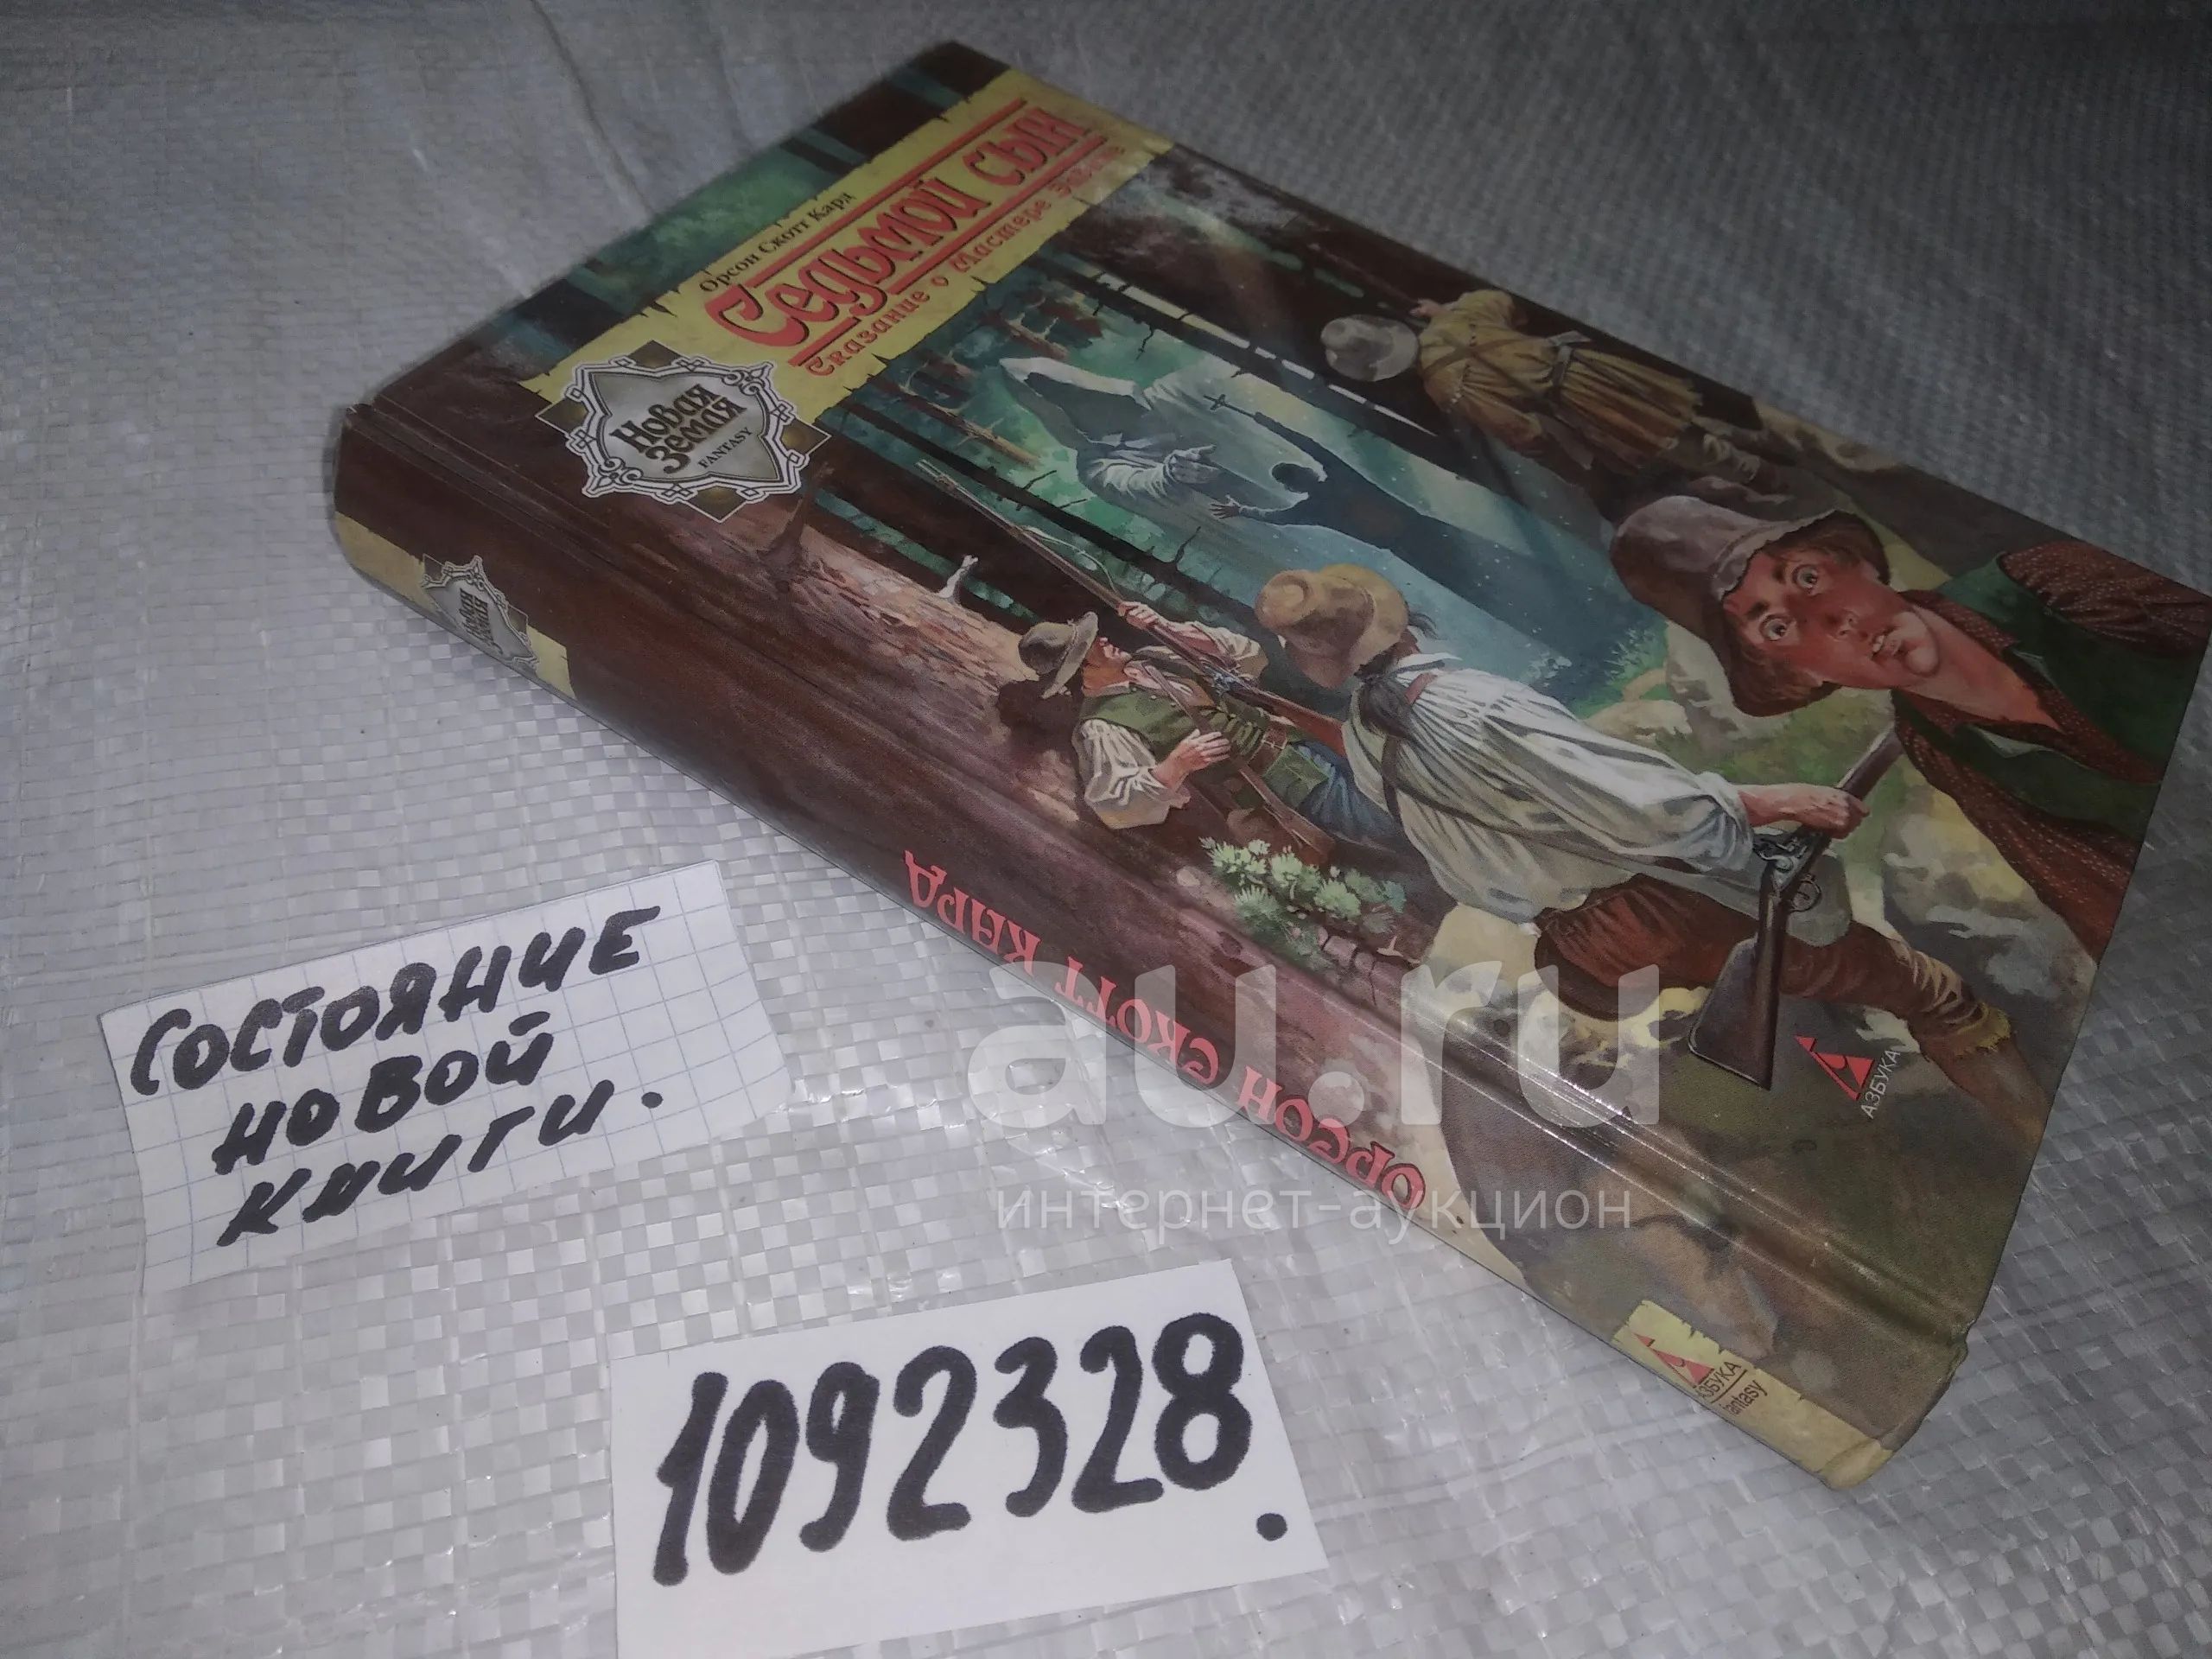 Орсон Скотт Кард
Седьмой сын
Сказание о Мастере
Новая
Земля
FANTASY
Новая
Земля
ОРСОН СКОТТ КАРД
АЗБУКА
АЗБУКА
fantasy
СОСТОЯНИЕ
НОВОЙ
КНИГИ.
1092328.
au.ru
интернет-аукцион